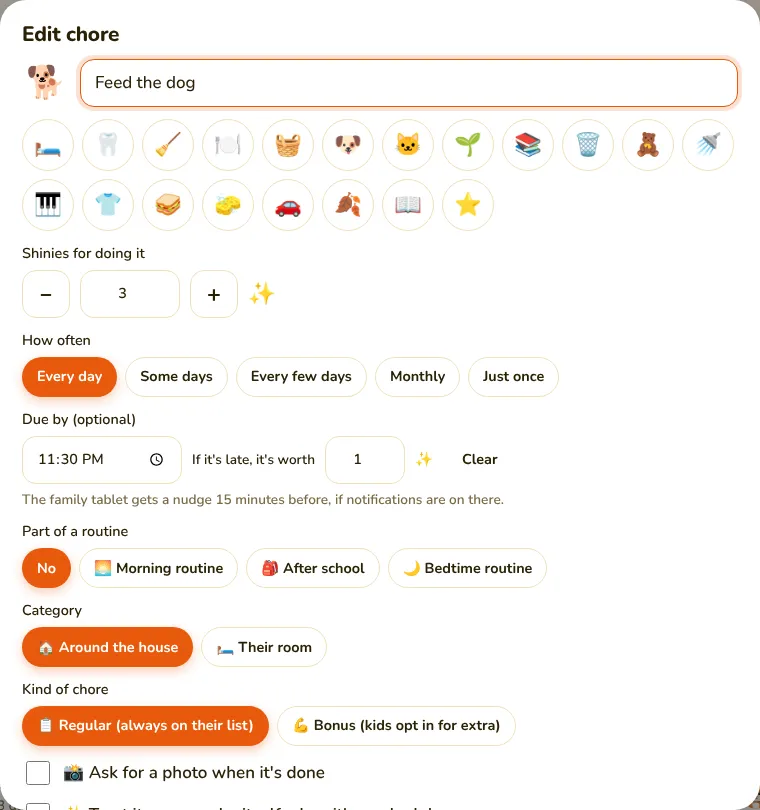 Edit chore
Feed the dog
Shinies for doing it
− 3 +
How often
Every day Some days Every few days Monthly Just once
Due by (optional)
11:30 PM If it's late, it's worth 1 Clear
The family tablet gets a nudge 15 minutes before, if notifications are on there.
Part of a routine
No Morning routine After school Bedtime routine
Category
Around the house Their room
Kind of chore
Regular (always on their list) Bonus (kids opt in for extra)
Ask for a photo when it's done